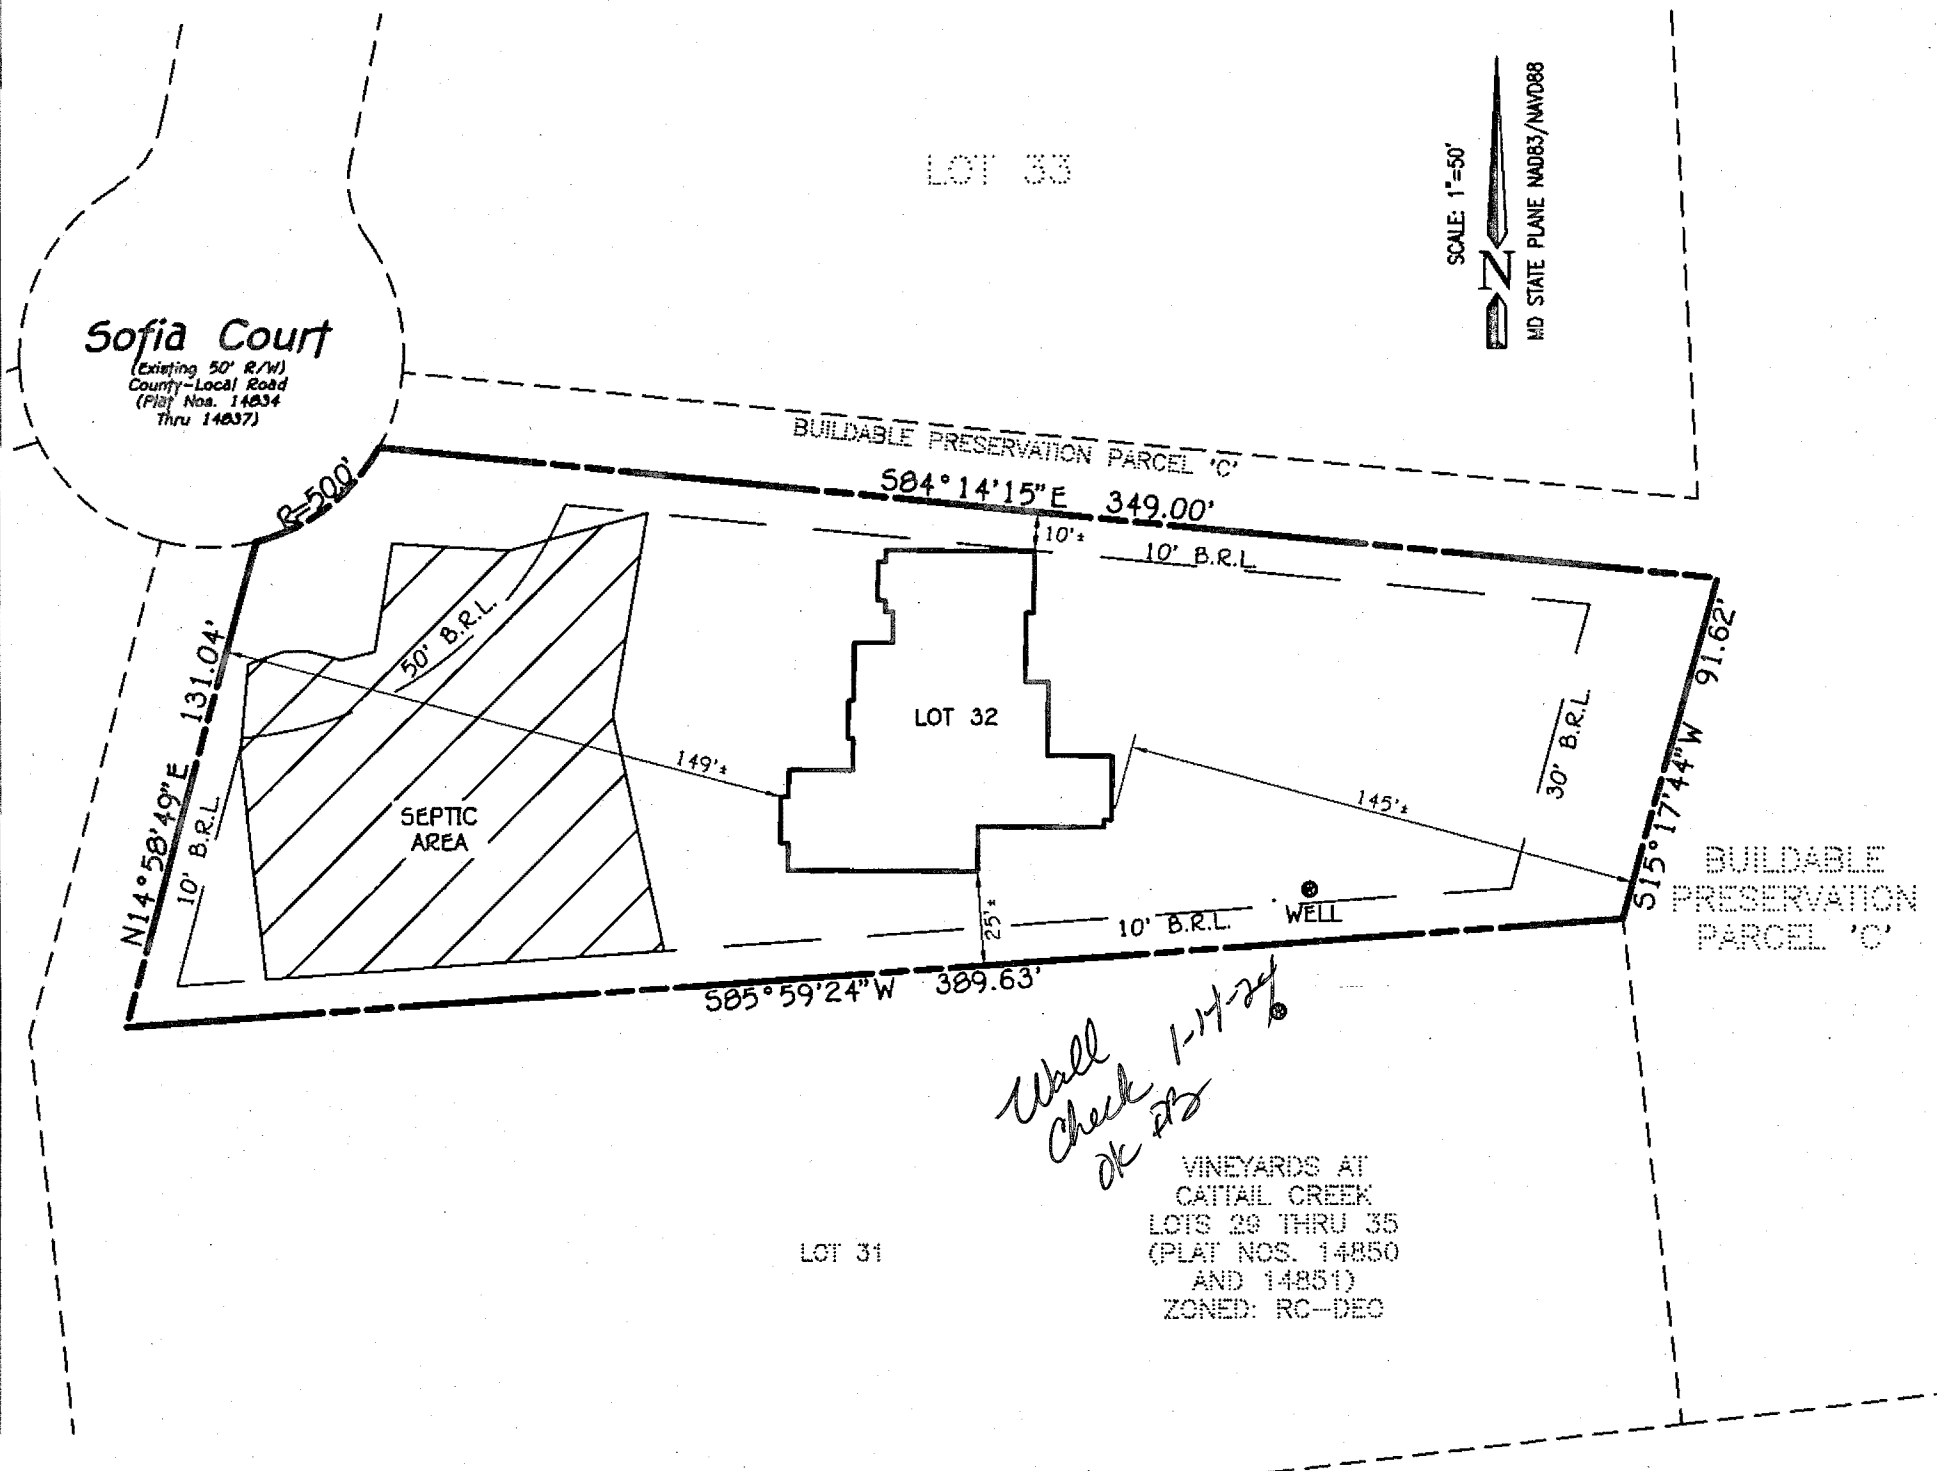 LOT 33
SCALE: 1"=50'
N
MD STATE PLANE NAD83/NAVD88
Sofia Court
(Existing 50' R/W)
County-Local Road
(Plat Nos. 14834
Thru 14837)
R=50.0'
BUILDABLE PRESERVATION PARCEL 'C'
S84°14'15"E 349.00'
10'±
10' B.R.L.
50' B.R.L.
91.62'
S15°17'44"W
131.04'
N14°58'49"E
10' B.R.L.
LOT 32
149'±
145'±
30' B.R.L.
SEPTIC
AREA
BUILDABLE
PRESERVATION
PARCEL 'C'
25'±
10' B.R.L.
WELL
S85°59'24"W 389.63'
Wall
Check 1-14-24
OK
VINEYARDS AT
CATTAIL CREEK
LOTS 29 THRU 35
(PLAT NOS. 14850
AND 14851)
ZONED: RC-DEO
LOT 31